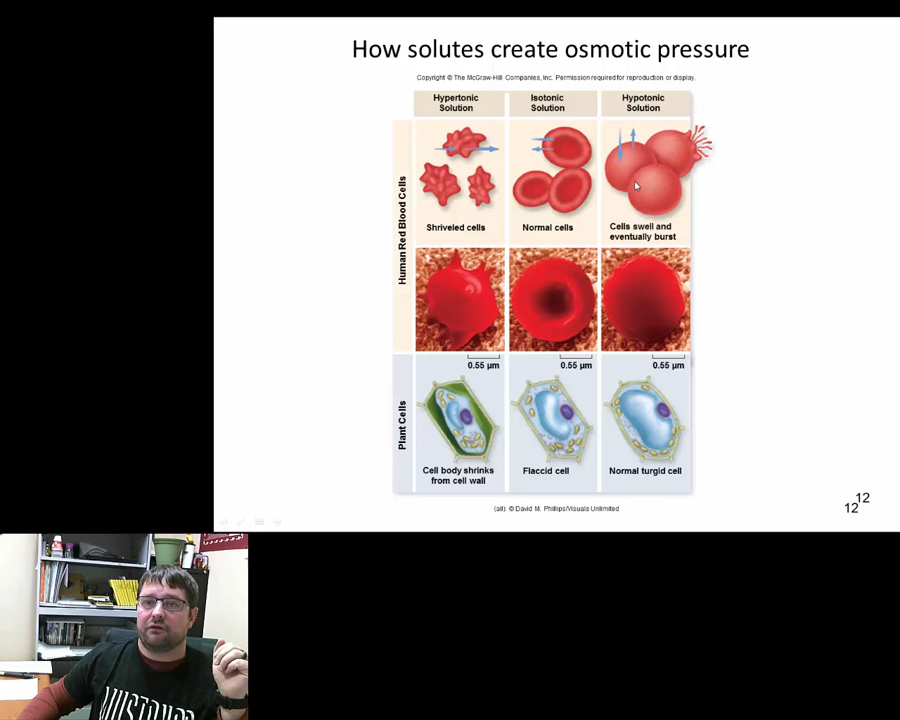 How solutes create osmotic pressure
Copyright © The McGraw-Hill Companies, Inc. Permission required for reproduction or display.
Hypertonic
Solution
Isotonic
Solution
Hypotonic
Solution
Human Red Blood Cells
Shriveled cells
Normal cells
Cells swell and
eventually burst
0.55 µm
0.55 µm
0.55 µm
Plant Cells
Cell body shrinks
from cell wall
Flaccid cell
Normal turgid cell
(all): © David M. Phillips/Visuals Unlimited
12
12